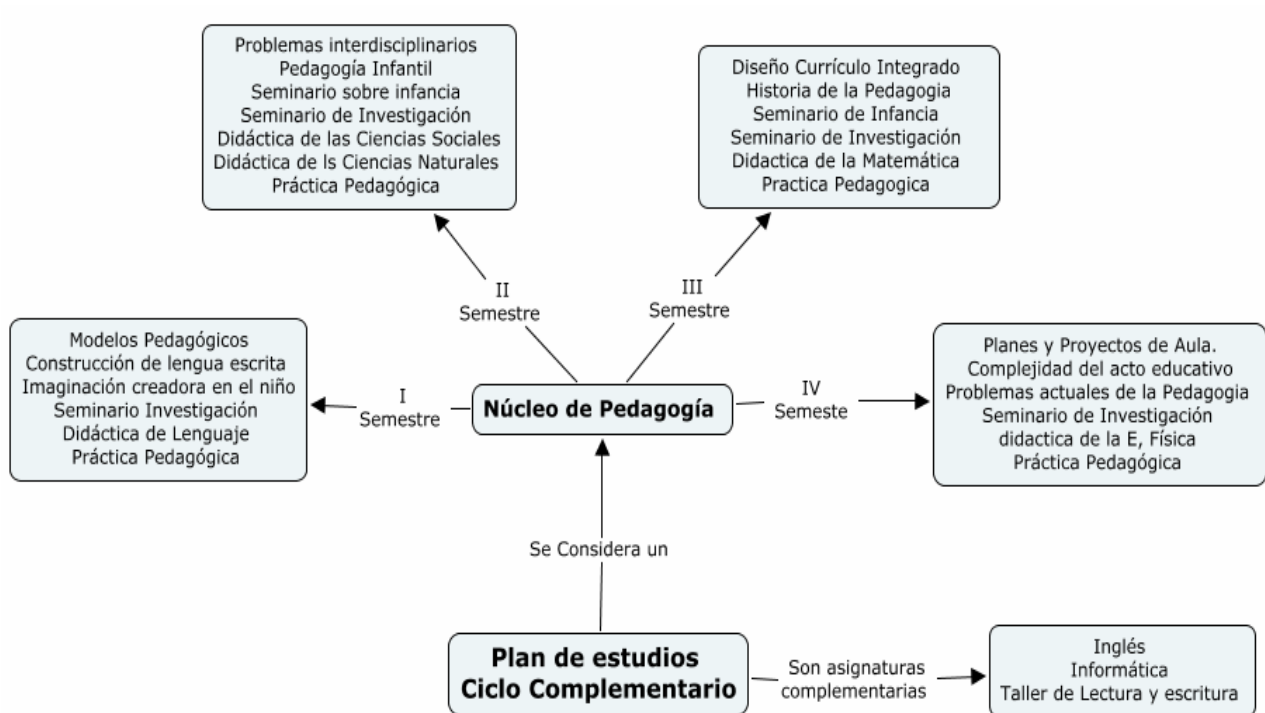 Problemas interdisciplinarios
Pedagogía Infantil
Seminario sobre infancia
Seminario de Investigación
Didáctica de las Ciencias Sociales
Didáctica de ls Ciencias Naturales
Práctica Pedagógica
Diseño Currículo Integrado
Historia de la Pedagogia
Seminario de Infancia
Seminario de Investigación
Didactica de la Matemática
Practica Pedagogica
II
Semestre
III
Semestre
Modelos Pedagógicos
Construcción de lengua escrita
Imaginación creadora en el niño
Seminario Investigación
Didáctica de Lenguaje
Práctica Pedagógica
I
Semestre
Núcleo de Pedagogía
IV
Semeste
Planes y Proyectos de Aula.
Complejidad del acto educativo
Problemas actuales de la Pedagogia
Seminario de Investigación
didactica de la E, Física
Práctica Pedagógica
Se Considera un
Plan de estudios
Ciclo Complementario
Son asignaturas
complementarias
Inglés
Informática
Taller de Lectura y escritura